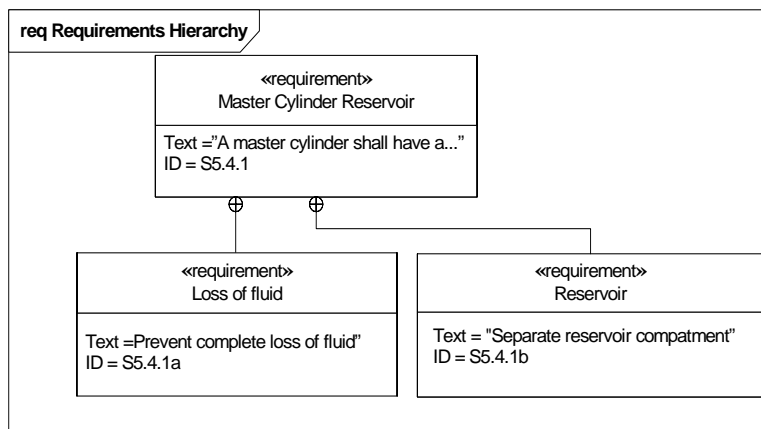 req Requirements Hierarchy
«requirement»
Master Cylinder Reservoir
Text =”A master cylinder shall have a...”
ID = S5.4.1
«requirement»
Loss of fluid
Text =Prevent complete loss of fluid”
ID = S5.4.1a
«requirement»
Reservoir
Text = "Separate reservoir compatment”
ID = S5.4.1b